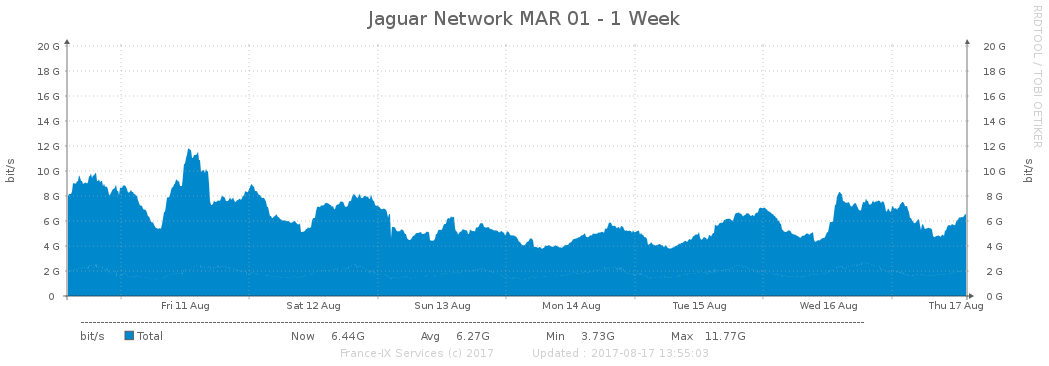 Jaguar Network MAR 01 - 1 Week
RRDTOOL / TOBI OETIKER
bit/s
bit/s
20 G 20 G
18 G 18 G
16 G 16 G
14 G 14 G
12 G 12 G
10 G 10 G
8 G 8 G
6 G 6 G
4 G 4 G
2 G 2 G
0 0 G
Fri 11 Aug Sat 12 Aug Sun 13 Aug Mon 14 Aug Tue 15 Aug Wed 16 Aug Thu 17 Aug
bit/s Total Now 6.44G Avg 6.27G Min 3.73G Max 11.77G
France-IX Services (c) 2017 Updated : 2017-08-17 13:55:03